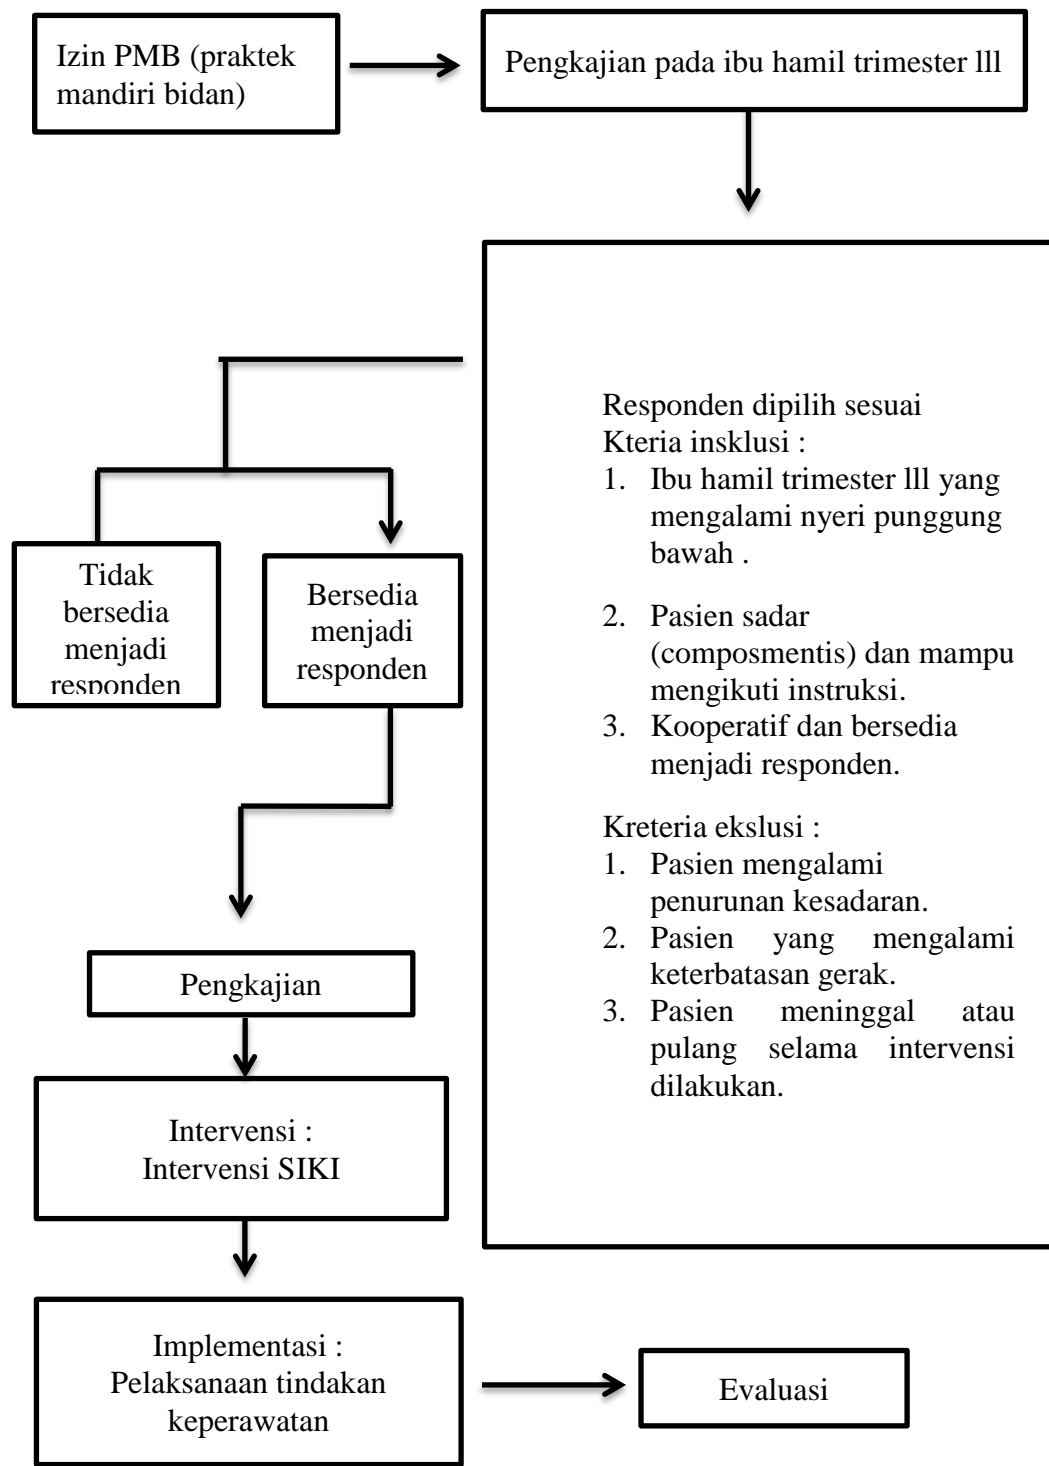 Izin PMB (praktek
mandiri bidan)
Pengkajian pada ibu hamil trimester lll
Responden dipilih sesuai
Kteria insklusi :
1. Ibu hamil trimester lll yang
mengalami nyeri punggung
bawah .
2. Pasien sadar
(composmentis) dan mampu
mengikuti instruksi.
3. Kooperatif dan bersedia
menjadi responden.
Kreteria ekslusi :
1. Pasien mengalami
penurunan kesadaran.
2. Pasien yang mengalami
keterbatasan gerak.
3. Pasien meninggal atau
pulang selama intervensi
dilakukan.
Tidak
bersedia
menjadi
responden
Bersedia
menjadi
responden
Pengkajian
Intervensi :
Intervensi SIKI
Implementasi :
Pelaksanaan tindakan
keperawatan
Evaluasi